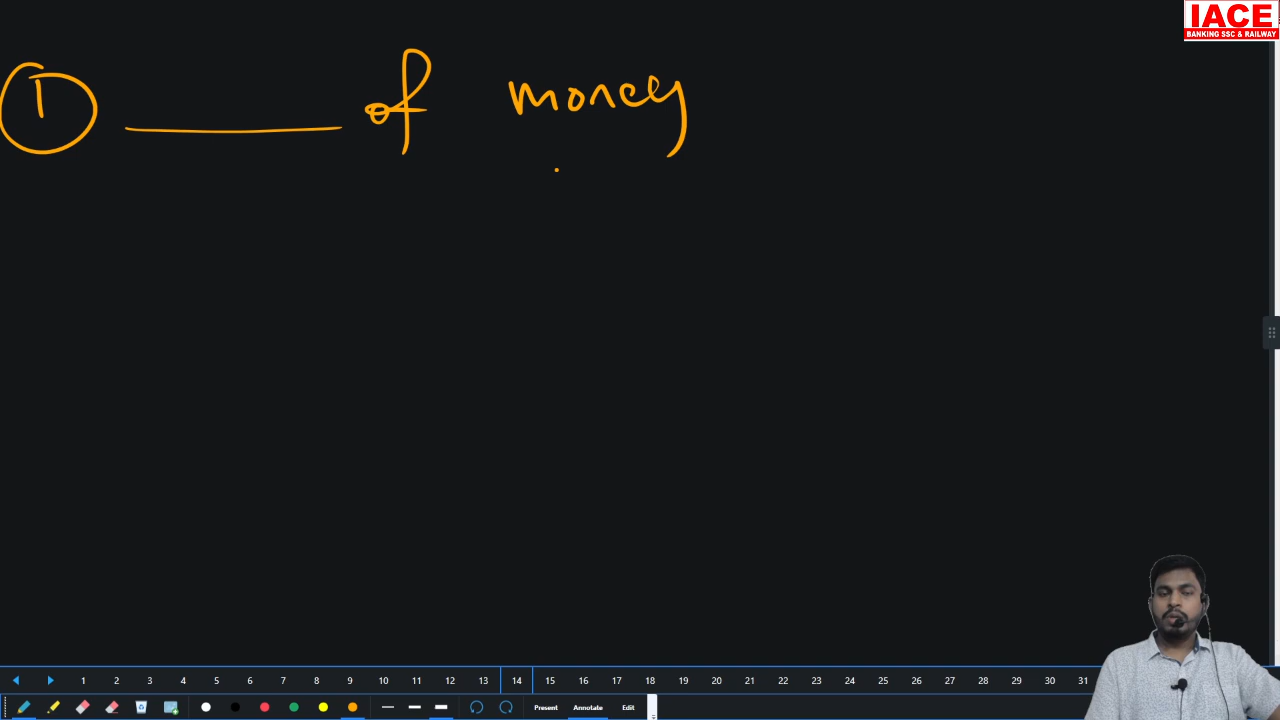 IACE
BANKING SSC & RAILWAY
① ______ of money
1 2 3 4 5 6 7 8 9 10 11 12 13 14 15 16 17 18 19 20 21 22 23 24 25 26 27 28 29 30 31
Present Annotate Edit